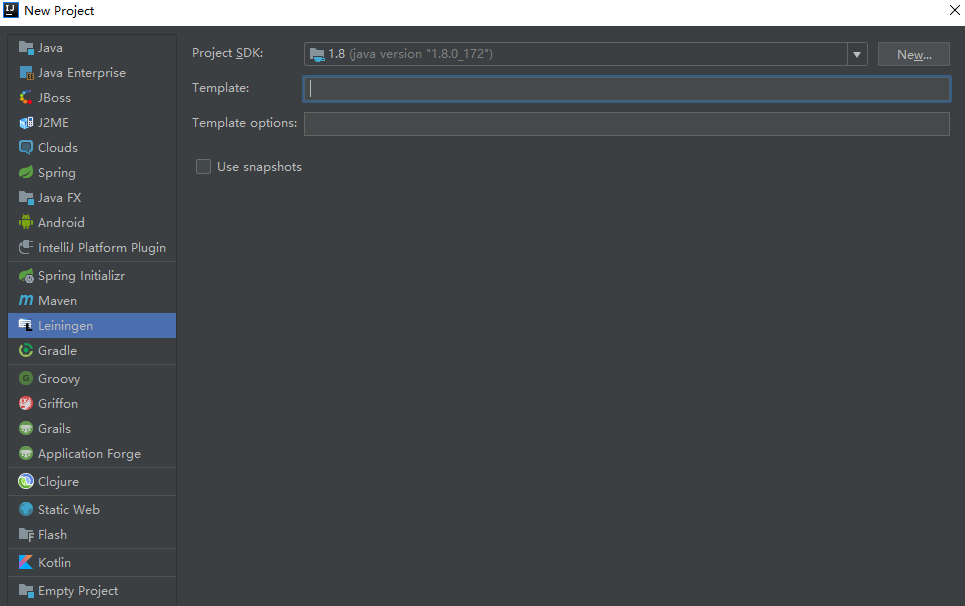 New Project
Java
Java Enterprise
JBoss
J2ME
Clouds
Spring
Java FX
Android
IntelliJ Platform Plugin
Spring Initializr
Maven
Leiningen
Gradle
Groovy
Griffon
Grails
Application Forge
Clojure
Static Web
Flash
Kotlin
Empty Project
Project SDK: 1.8 (java version "1.8.0_172") New...
Template:
Template options:
Use snapshots